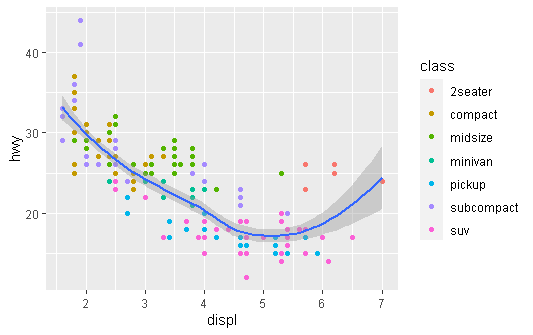 40
30
20
hwy
2 3 4 5 6 7
displ
class
2seater
compact
midsize
minivan
pickup
subcompact
suv